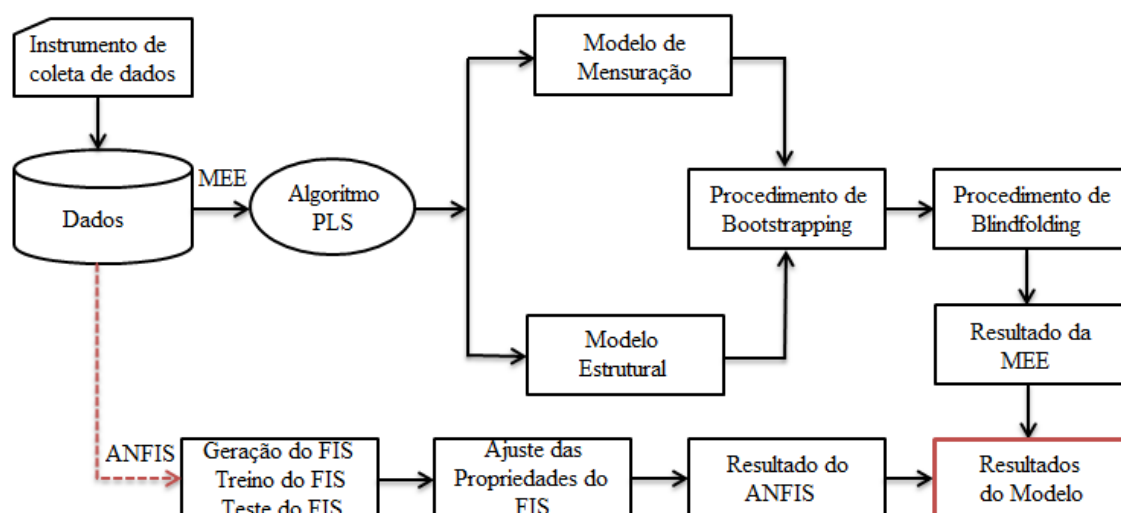 Instrumento de
coleta de dados
Modelo de
Mensuração
MEE
Algoritmo
PLS
Dados
Procedimento de
Bootstrapping
Procedimento de
Blindfolding
Modelo
Estrutural
Resultado da
MEE
ANFIS
Geração do FIS
Treino do FIS
Teste do FIS
Ajuste das
Propriedades do
FIS
Resultado do
ANFIS
Resultados
do Modelo